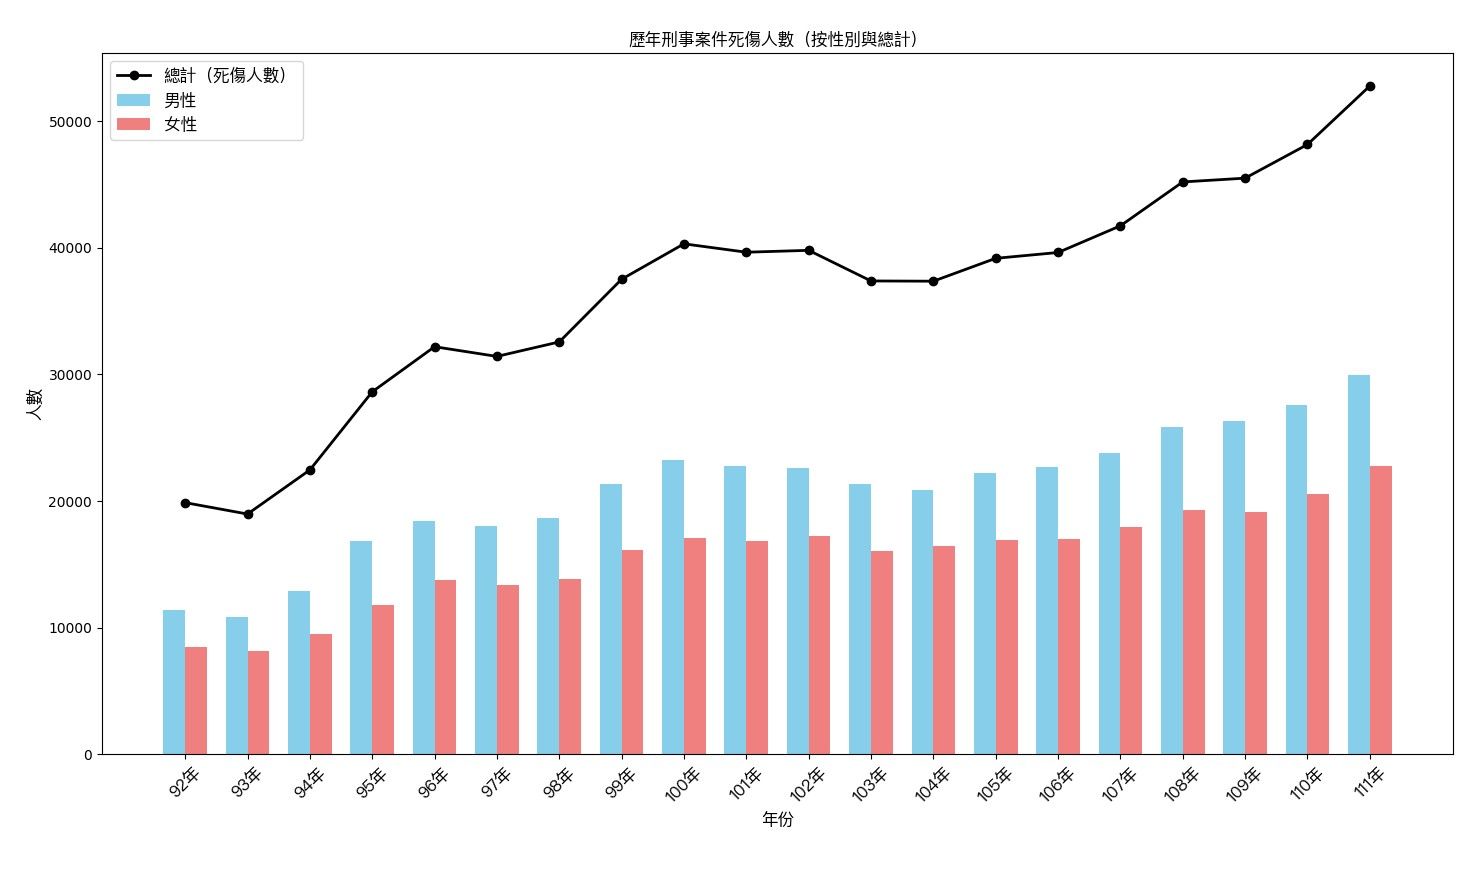 歷年刑事案件死傷人數（按性別與總計）
總計（死傷人數）
男性
女性
50000
40000
30000
20000
10000
0
人數
92年
93年
94年
95年
96年
97年
98年
99年
100年
101年
102年
103年
104年
105年
106年
107年
108年
109年
110年
111年
年份